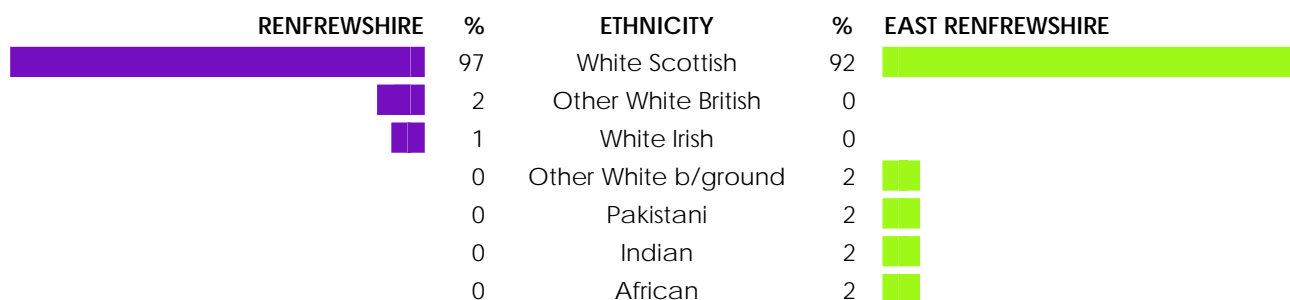 RENFREWSHIRE % ETHNICITY % EAST RENFREWSHIRE
97 White Scottish 92
2 Other White British 0
1 White Irish 0
0 Other White b/ground 2
0 Pakistani 2
0 Indian 2
0 African 2